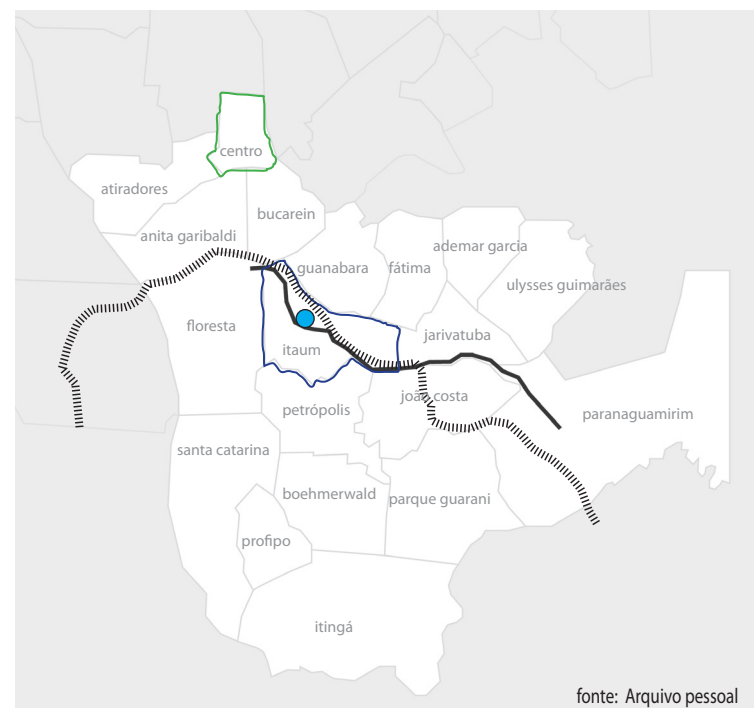 centro
atiradores
bucarein
anita garibaldi
ademar garcia
guanabara
fátima
ulysses guimarães
floresta
jarivatuba
itaum
joão costa
petrópolis
paranaguamirim
santa catarina
boehmerwald
parque guarani
profipo
itingá
fonte: Arquivo pessoal